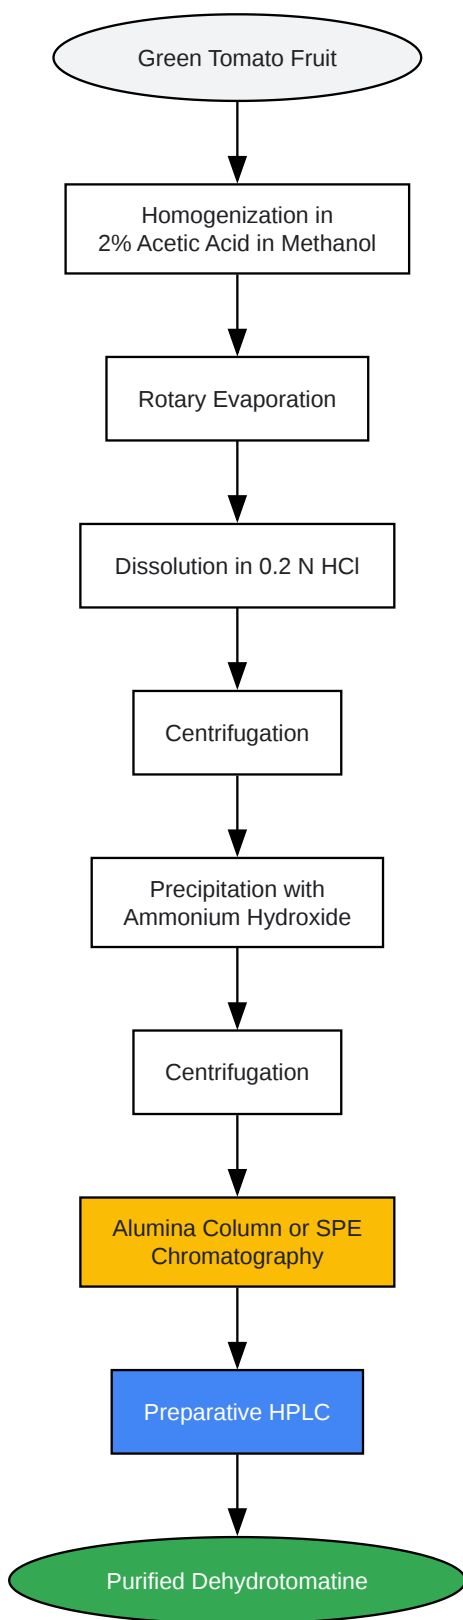 Green Tomato Fruit
Homogenization in
2% Acetic Acid in Methanol
Rotary Evaporation
Dissolution in 0.2 N HCl
Centrifugation
Precipitation with
Ammonium Hydroxide
Centrifugation
Alumina Column or SPE
Chromatography
Preparative HPLC
Purified Dehydrotomatine